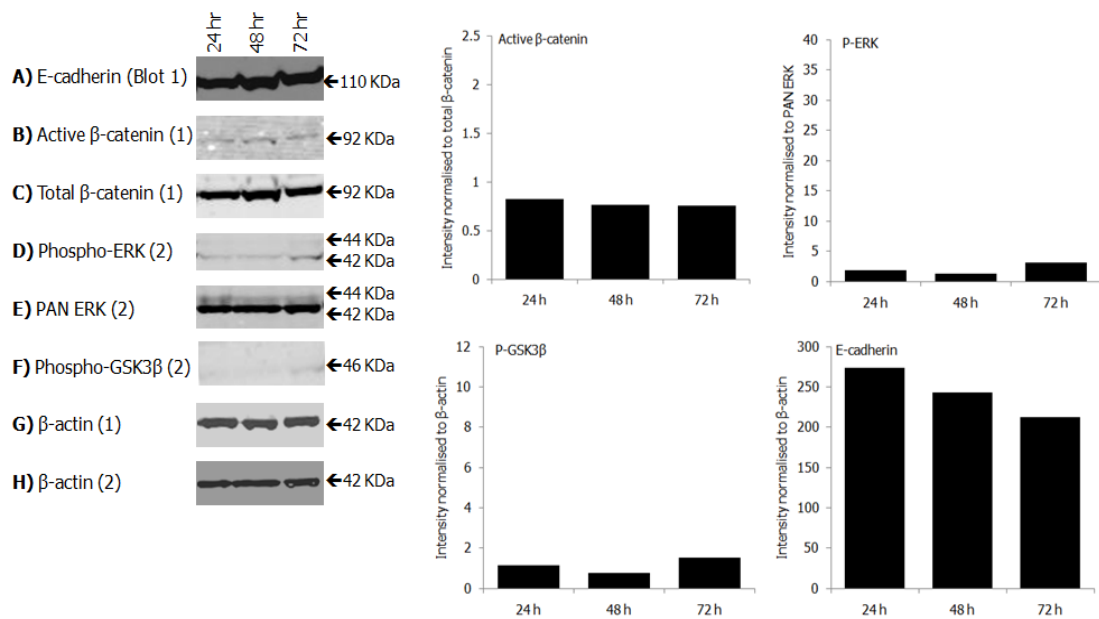 24 hr
48 hr
72 hr
A) E-cadherin (Blot 1)
←110 KDa
B) Active β-catenin (1)
←92 KDa
C) Total β-catenin (1)
←92 KDa
D) Phospho-ERK (2)
←44 KDa
←42 KDa
E) PAN ERK (2)
←44 KDa
←42 KDa
F) Phospho-GSK3β (2)
←46 KDa
G) β-actin (1)
←42 KDa
H) β-actin (2)
←42 KDa
Active β-catenin
Intensity normalised to total β-catenin
2.5
2
1.5
1
0.5
0
24 h
48 h
72 h
P-ERK
Intensity normalised to PAN ERK
40
35
30
25
20
15
10
5
0
24 h
48 h
72 h
P-GSK3β
Intensity normalised to β-actin
12
10
8
6
4
2
0
24 h
48 h
72 h
E-cadherin
Intensity normalised to β-actin
300
250
200
150
100
50
0
24 h
48 h
72 h